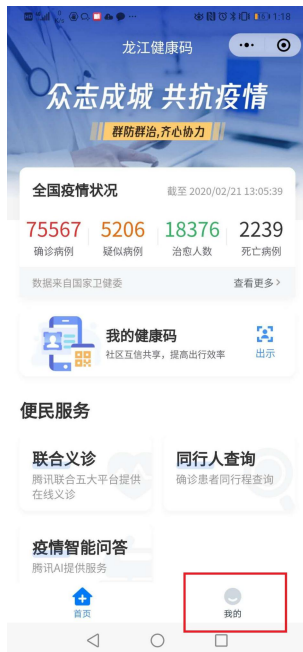 1:18
龙江健康码
众志成城 共抗疫情
群防群治,齐心协力
全国疫情状况
截至 2020/02/21 13:05:39
75567 5206 18376 2239
确诊病例 疑似病例 治愈人数 死亡病例
数据来自国家卫健委 查看更多>
我的健康码
社区互信共享，提高出行效率
出示
便民服务
联合义诊 同行人查询
腾讯联合五大平台提供 确诊患者同行程查询
在线义诊
疫情智能问答
腾讯AI提供服务
首页 我的